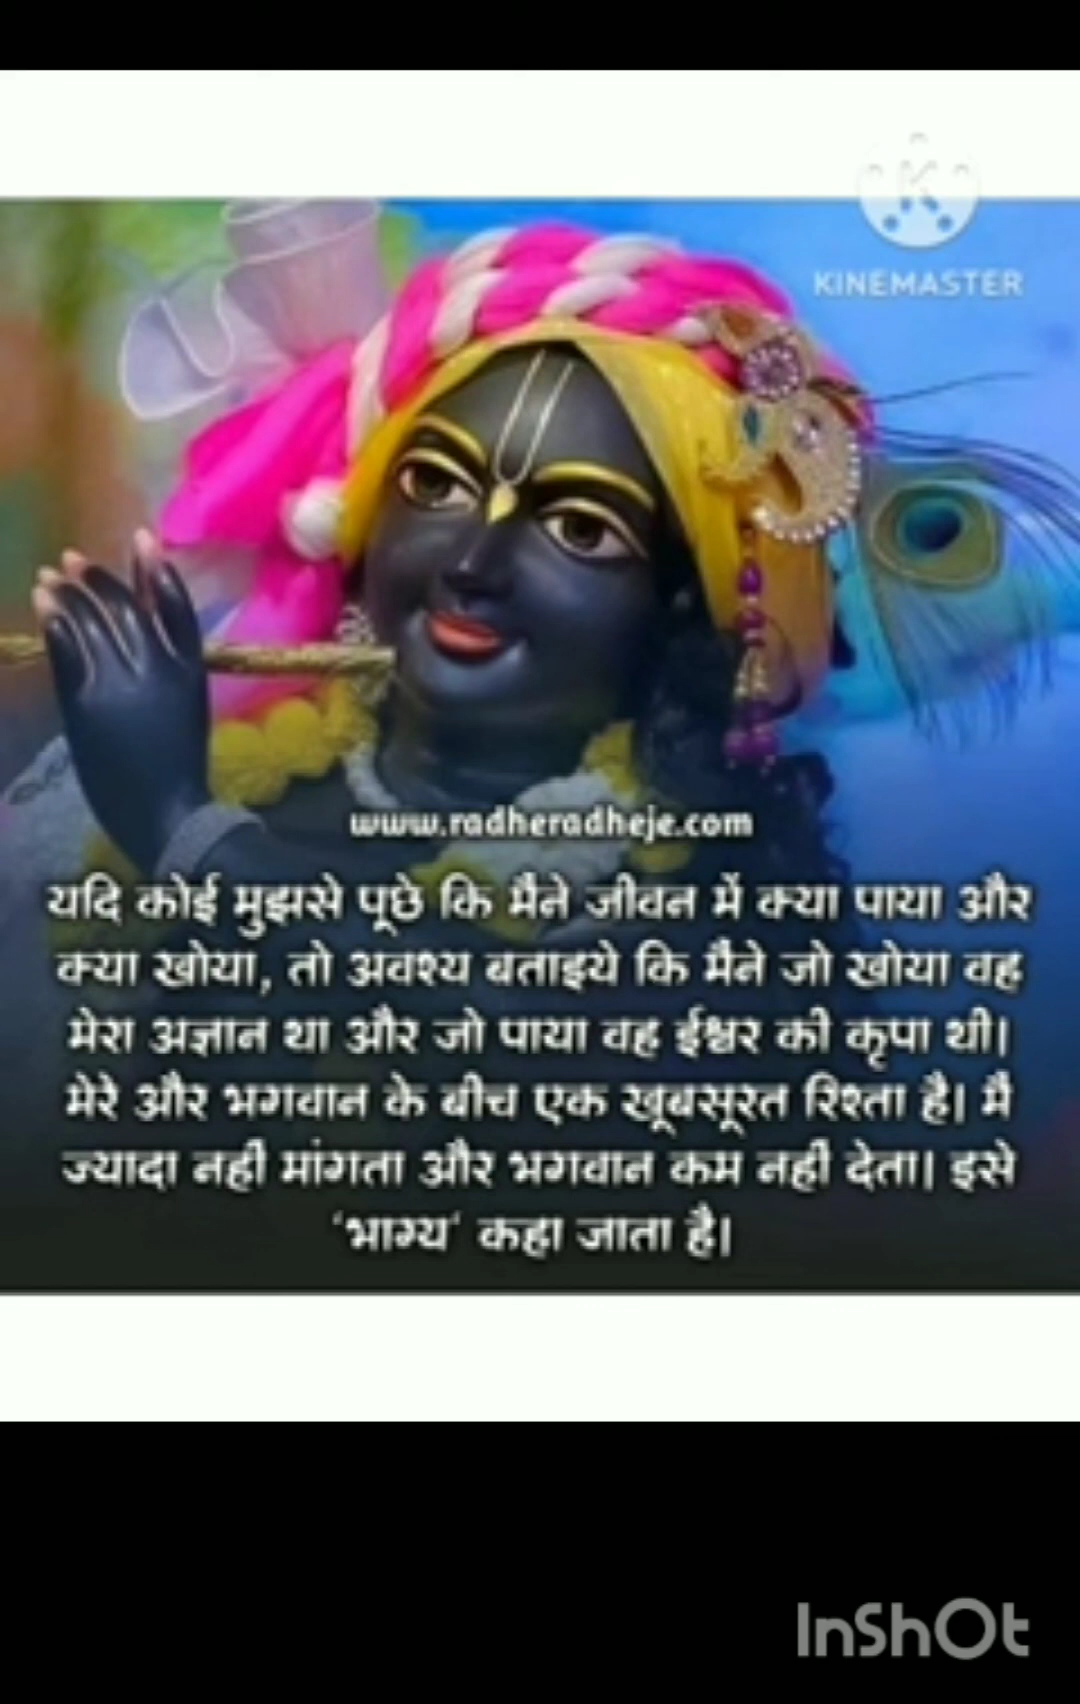 KINEMASTER
www.radheradheje.com
यदि कोई मुझसे पूछे कि मैने जीवन में क्या पाया और
क्या खोया, तो अवश्य बताइये कि मैने जो खोया वह
मेरा अज्ञान था और जो पाया वह ईश्वर की कृपा थी।
मेरे और भगवान के बीच एक खूबसूरत रिश्ता है। मै
ज्यादा नही मांगता और भगवान कम नही देता। इसे
'भाग्य' कहा जाता है।
InShOt